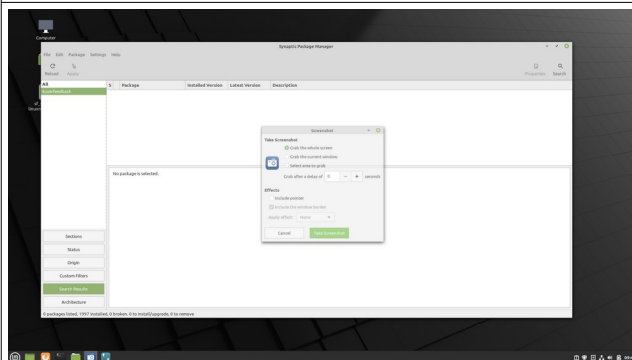 Computer
Synaptic Package Manager
File Edit Package Settings Help
Reload Apply Properties Search
All
S Package Installed Version Latest Version Description
Screenshot
Take Screenshot
Grab the whole screen
Grab the current window
Select area to grab
Grab after a delay of 0 - + seconds
Effects
Include pointer
Include the window border
Apply effect: None
Cancel Take Screenshot
No package is selected.
Sections
Status
Origin
Custom Filters
Search Results
Architecture
0 packages listed, 1997 installed, 0 broken. 0 to install/upgrade, 0 to remove